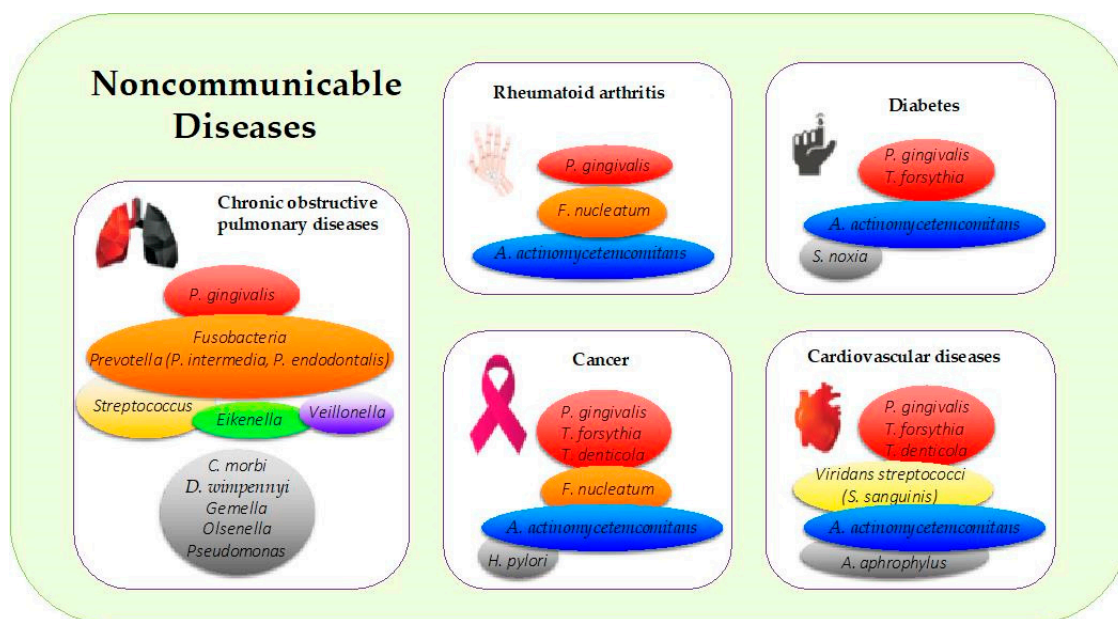 Noncommunicable
Diseases
Chronic obstructive
pulmonary diseases
P. gingivalis
Fusobacteria
Prevotella (P. intermedia, P. endodontalis)
Streptococcus
Eikenella
Veillonella
C. morbi
D. wimpennyi
Gemella
Olsenella
Pseudomonas
Rheumatoid arthritis
P. gingivalis
F. nucleatum
A. actinomycetemcomitans
Diabetes
P. gingivalis
T. forsythia
A. actinomycetemcomitans
S. noxia
Cancer
P. gingivalis
T. forsythia
T. denticola
F. nucleatum
A. actinomycetemcomitans
H. pylori
Cardiovascular diseases
P. gingivalis
T. forsythia
T. denticola
Viridans streptococci
(S. sanguinis)
A. actinomycetemcomitans
A. aphrophylus